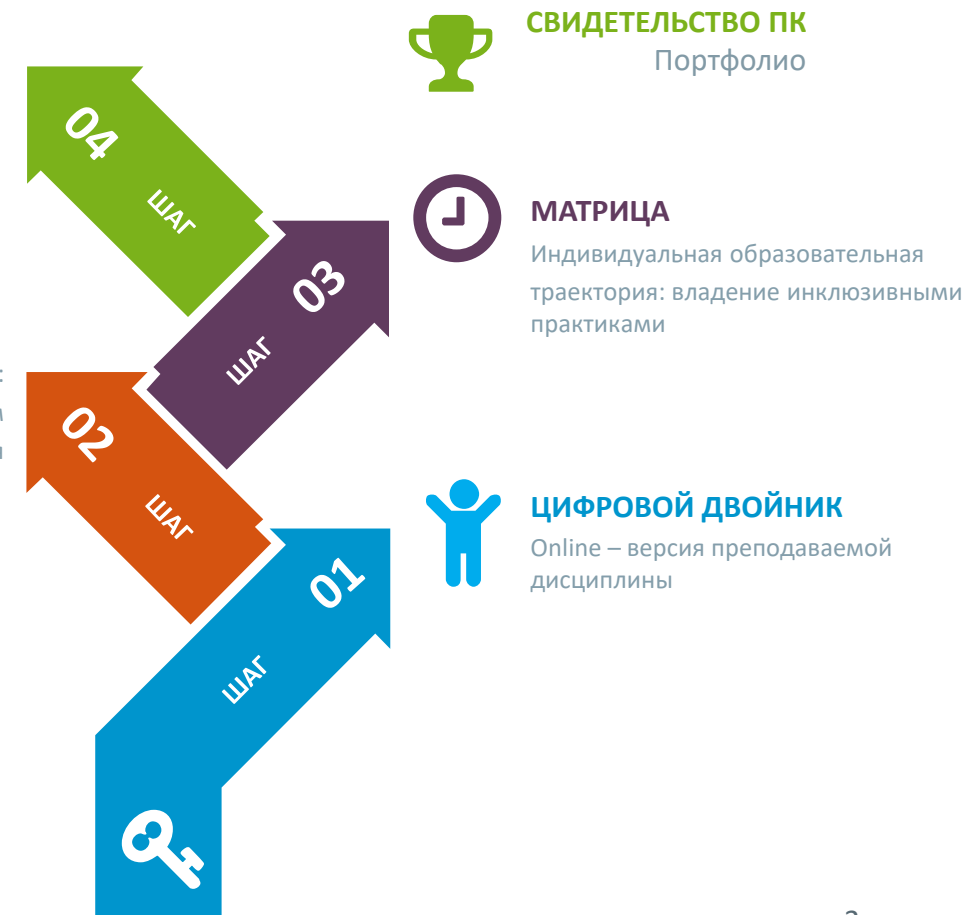 СВИДЕТЕЛЬСТВО ПК
Портфолио
04
ШАГ
МАТРИЦА
Индивидуальная образовательная
траектория: владение инклюзивными
практиками
03
ШАГ
02
ШАГ
ЦИФРОВОЙ ДВОЙНИК
Online – версия преподаваемой
дисциплины
01
ШАГ